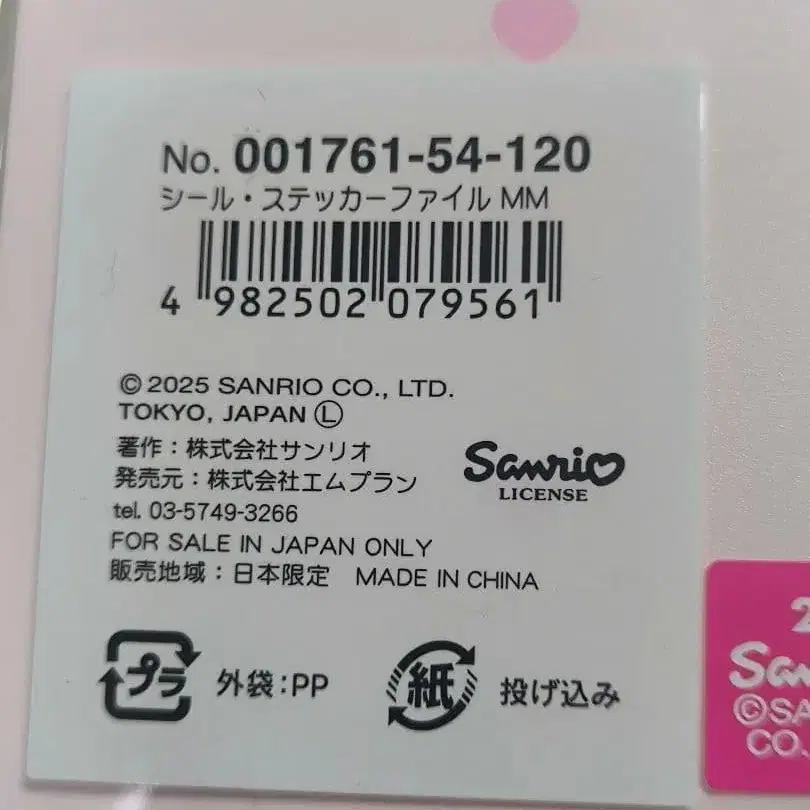 No. 001761-54-120
シール・ステッカーファイル MM
4 982502 079561
© 2025 SANRIO CO., LTD.
TOKYO, JAPAN Ⓛ
著作：株式会社サンリオ
発売元：株式会社エムプラン
Sanrio
LICENSE
tel. 03-5749-3266
FOR SALE IN JAPAN ONLY
販売地域：日本限定 MADE IN CHINA
プラ 外袋：PP
紙 投げ込み
CO.